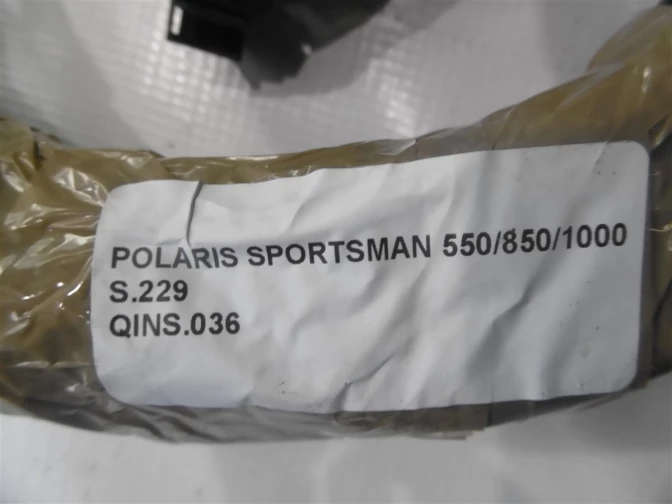 POLARIS SPORTSMAN 550/850/1000
S.229
QINS.036